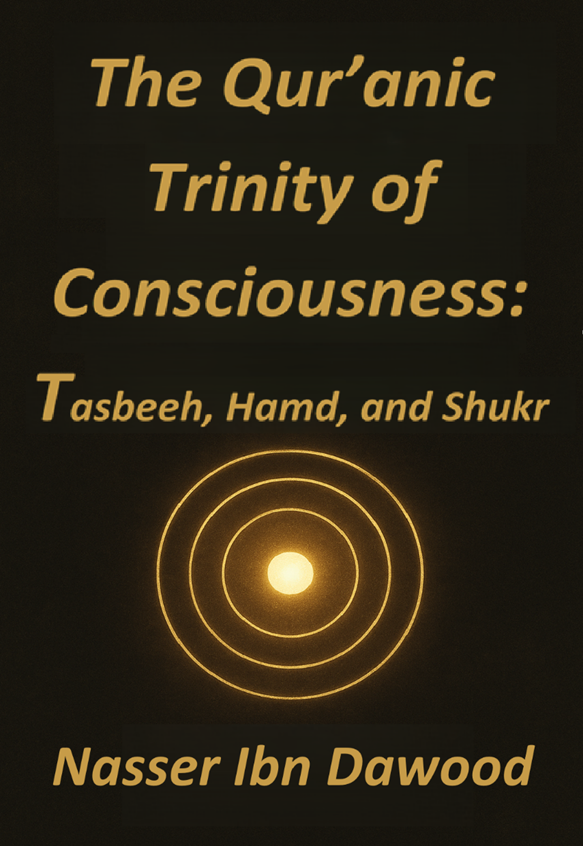 The Qur’anic
Trinity of
Consciousness:
Tasbeeh, Hamd, and Shukr
Nasser Ibn Dawood